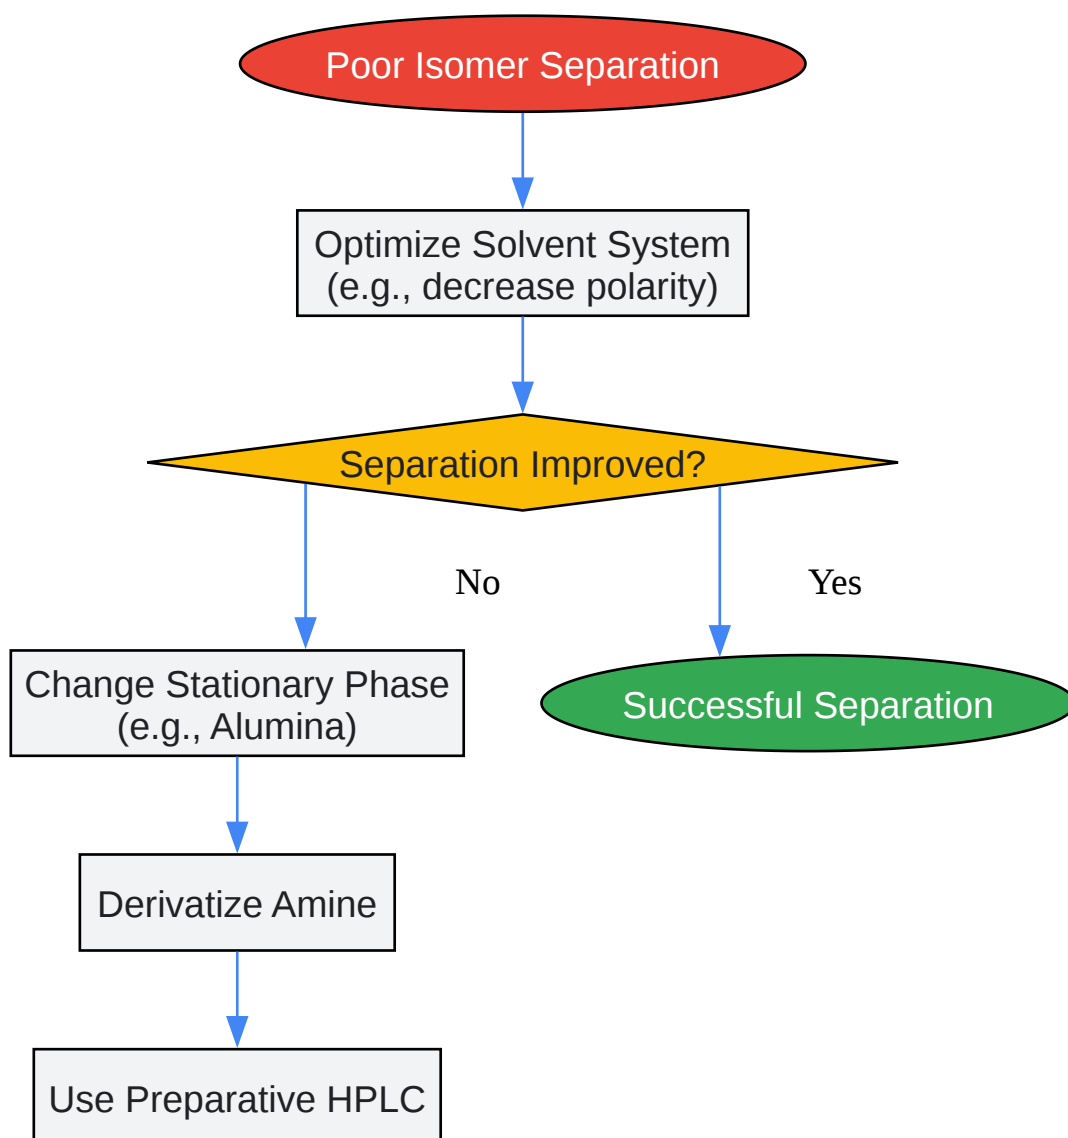 Poor Isomer Separation
Optimize Solvent System
(e.g., decrease polarity)
Separation Improved?
No
Yes
Change Stationary Phase
(e.g., Alumina)
Successful Separation
Derivatize Amine
Use Preparative HPLC